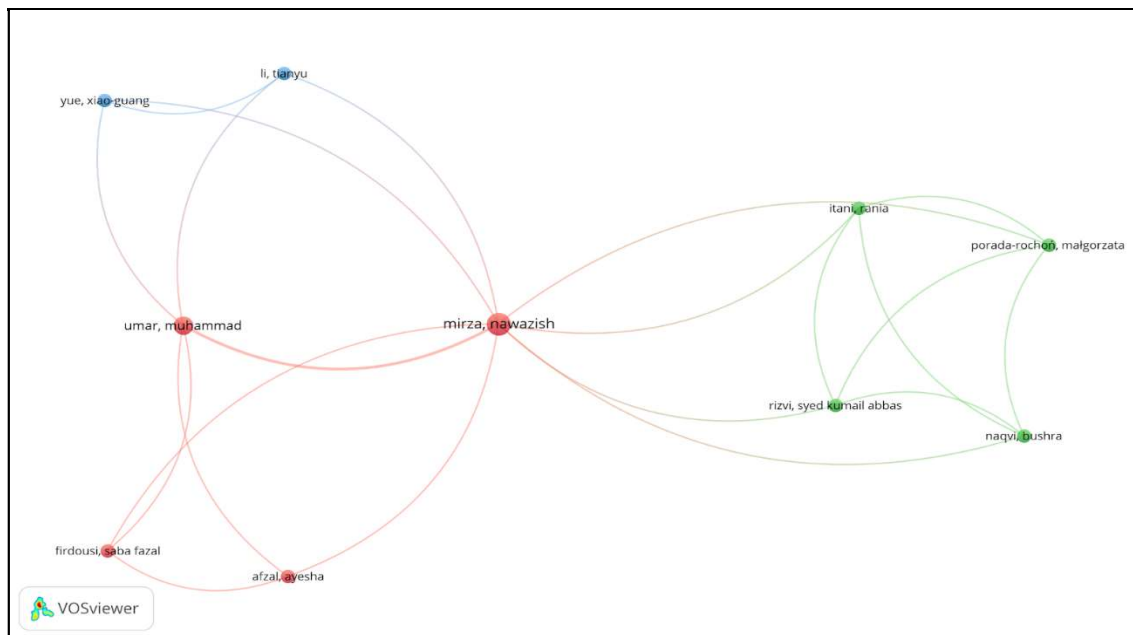 li, tianyu
yue, xiao-guang
itani, rania
porada-rochoń, małgorzata
umar, muhammad
mirza, nawazish
rizvi, syed kumail abbas
naqvi, bushra
firdousi, saba fazal
afzal, ayesha
VOSviewer